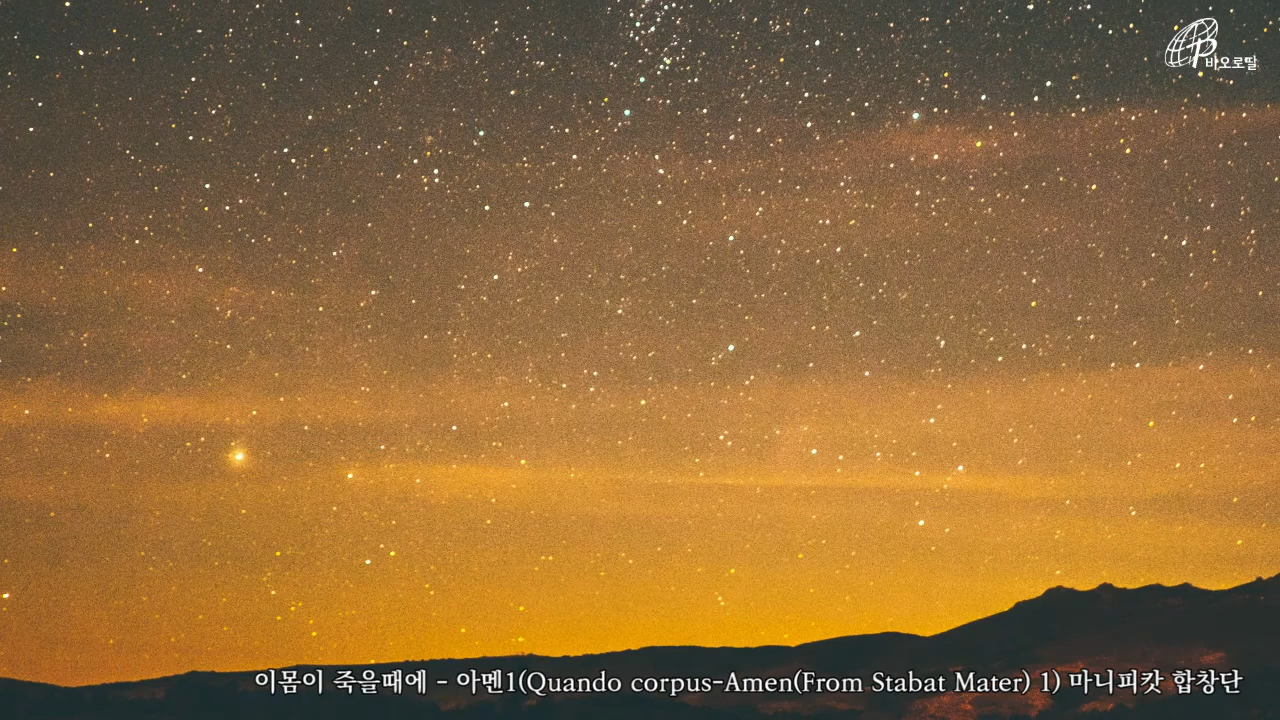 바오로딸
이몸이 죽을때에 - 아멘1(Quando corpus-Amen(From Stabat Mater) 1) 마니피캇 합창단